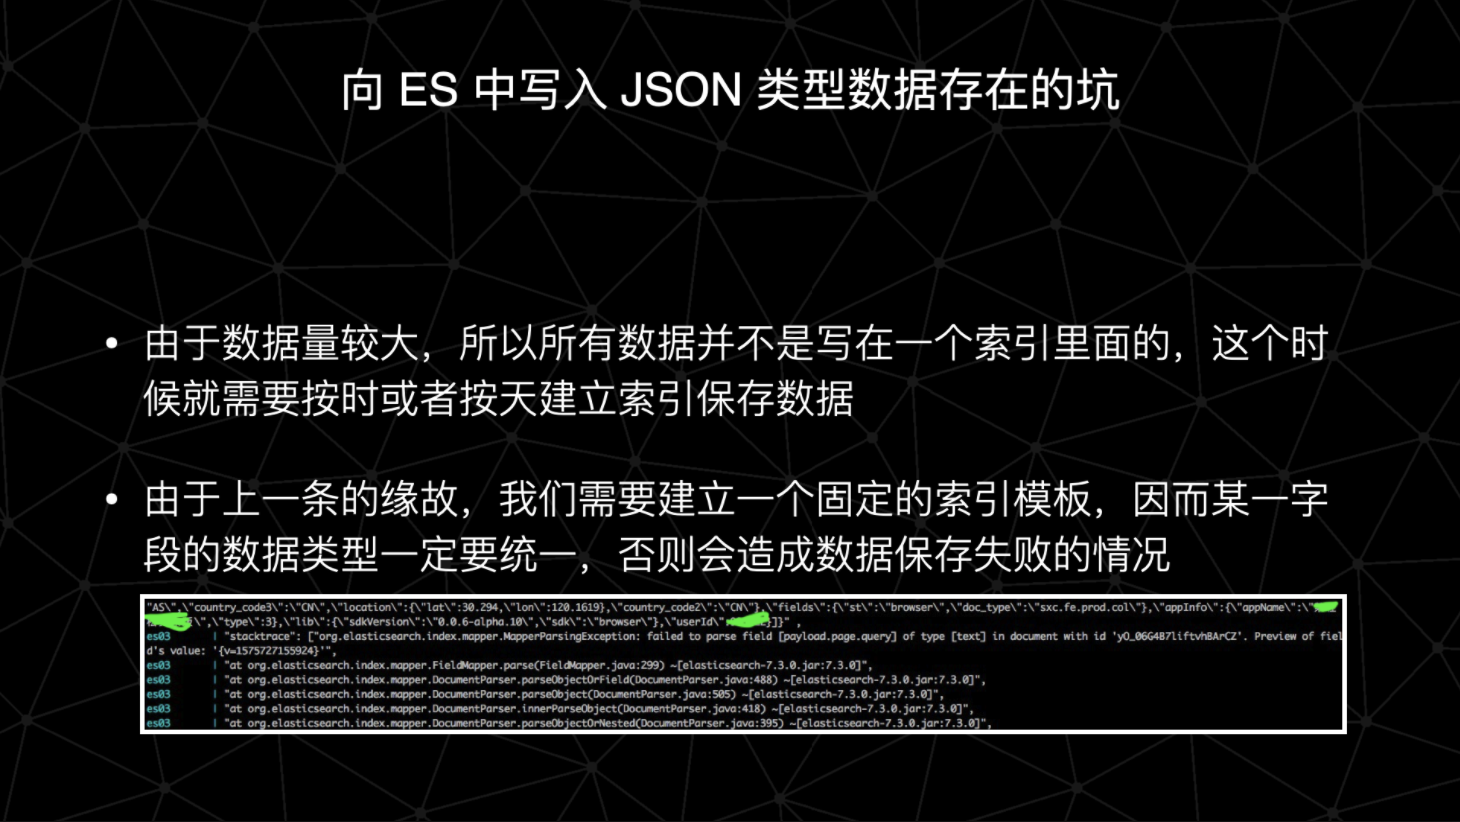 向 ES 中写入 JSON 类型数据存在的坑
• 由于数据量较大，所以所有数据并不是写在一个索引里面的，这个时
候就需要按时或者按天建立索引保存数据
• 由于上一条的缘故，我们需要建立一个固定的索引模板，因而某一字
段的数据类型一定要统一，否则会造成数据保存失败的情况
"AS\",\"country_code3\":\"CN\",\"location\":{\"lat\":30.294,\"lon\":120.1619},\"country_code2\":\"CN\"},\"fields\":{\"st\":\"browser\",\"doc_type\":\"sxc.fe.prod.col\"},\"appInfo\":{\"appName\":\"
\",\"type\":3},\"lib\":{\"sdkVersion\":\"0.0.6-alpha.10\",\"sdk\":\"browser\"},\"userId\":
}]}" ,
es03 | "stacktrace": ["org.elasticsearch.index.mapper.MapperParsingException: failed to parse field [payload.page.query] of type [text] in document with id 'yO_06G4B7liftvhBArCZ'. Preview of fiel
d's value: '{v=1575727155924}'",
es03 | "at org.elasticsearch.index.mapper.FieldMapper.parse(FieldMapper.java:299) ~[elasticsearch-7.3.0.jar:7.3.0]",
es03 | "at org.elasticsearch.index.mapper.DocumentParser.parseObjectOrField(DocumentParser.java:488) ~[elasticsearch-7.3.0.jar:7.3.0]",
es03 | "at org.elasticsearch.index.mapper.DocumentParser.parseObject(DocumentParser.java:505) ~[elasticsearch-7.3.0.jar:7.3.0]",
es03 | "at org.elasticsearch.index.mapper.DocumentParser.innerParseObject(DocumentParser.java:418) ~[elasticsearch-7.3.0.jar:7.3.0]",
es03 | "at org.elasticsearch.index.mapper.DocumentParser.parseObjectOrNested(DocumentParser.java:395) ~[elasticsearch-7.3.0.jar:7.3.0]",